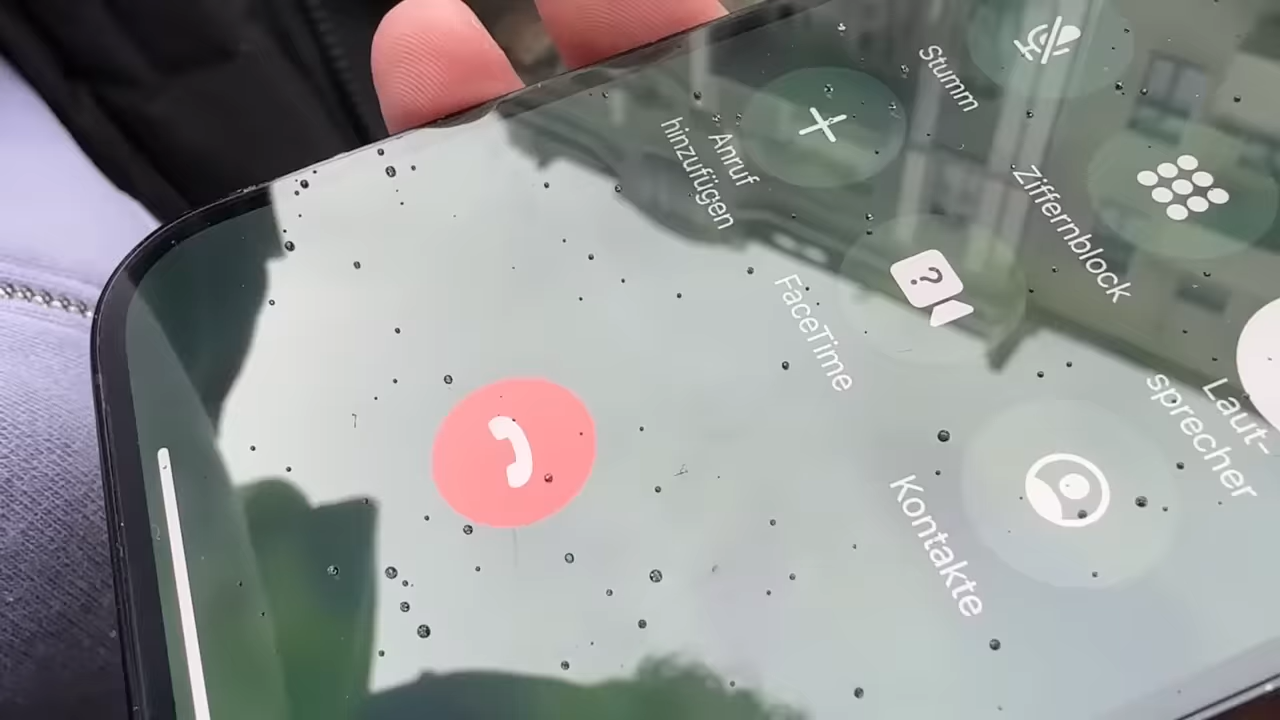 Stumm
Ziffernblock
Laut-
sprecher
Anruf
hinzufügen
FaceTime
?
Kontakte